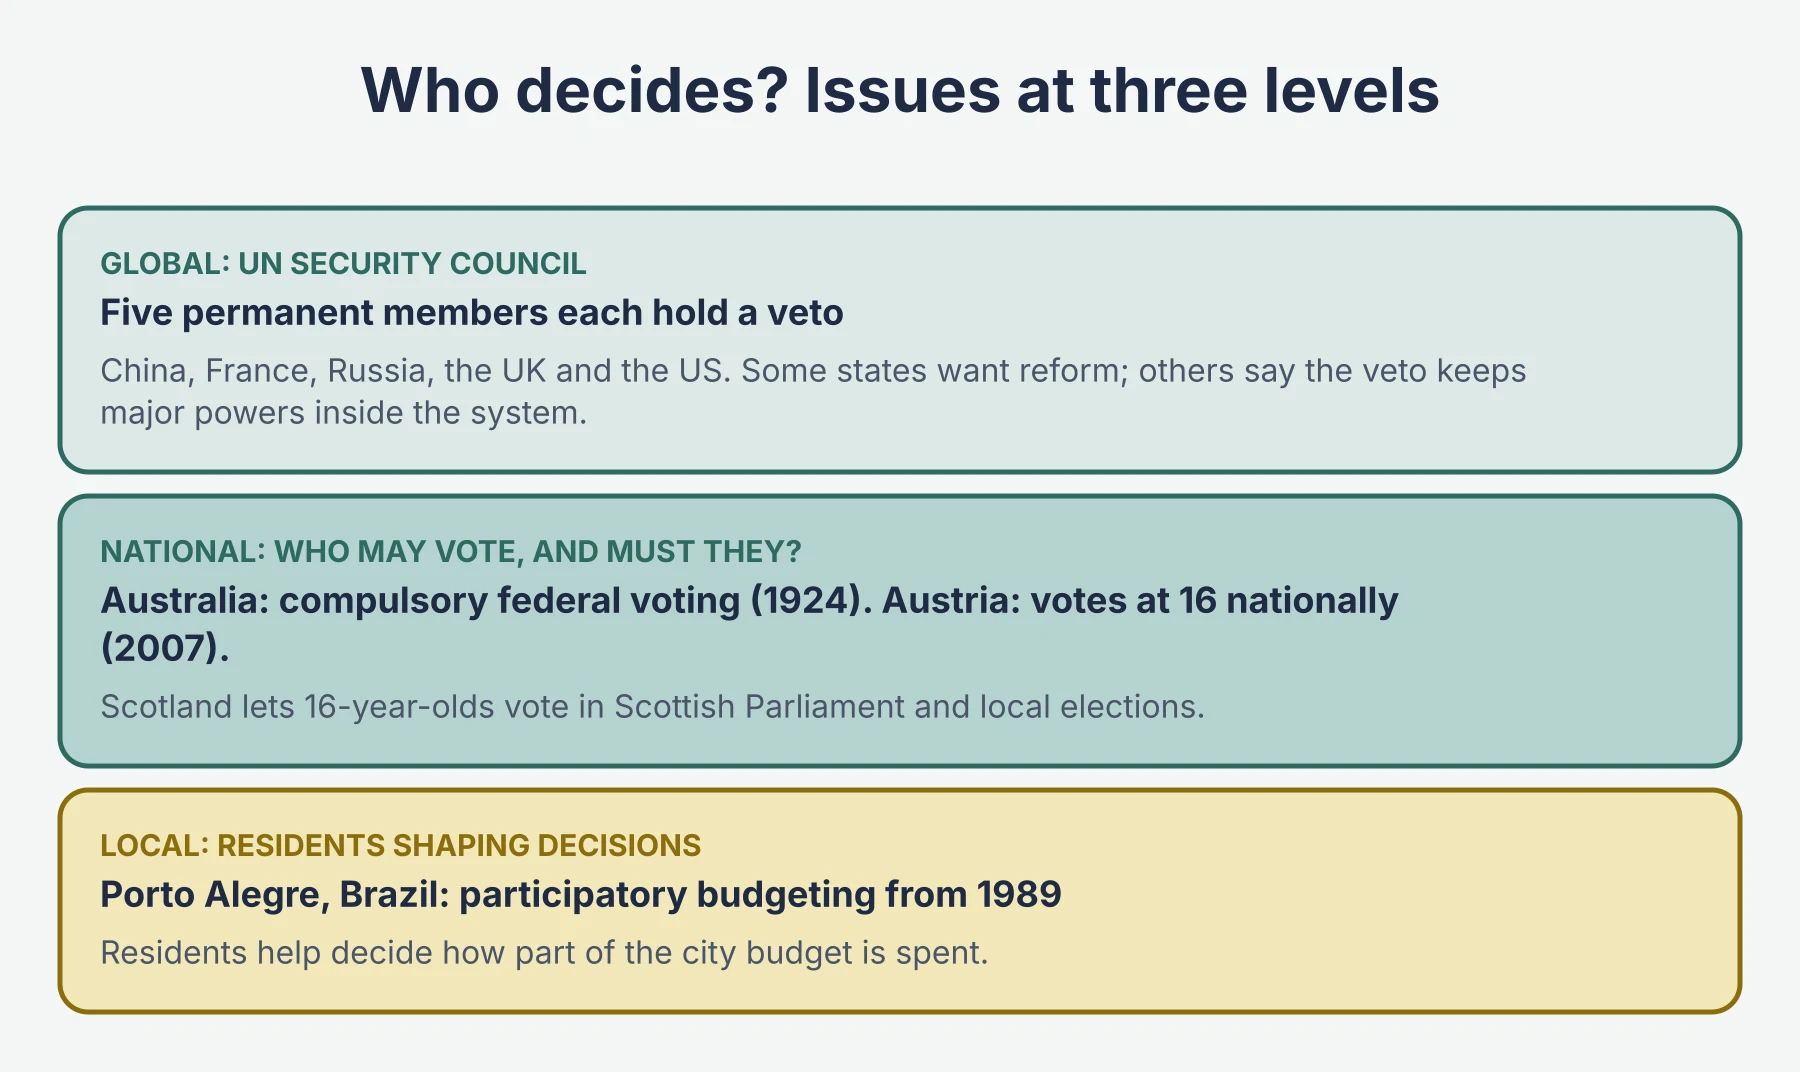 Who decides? Issues at three levels
GLOBAL: UN SECURITY COUNCIL
Five permanent members each hold a veto
China, France, Russia, the UK and the US. Some states want reform; others say the veto keeps
major powers inside the system.
NATIONAL: WHO MAY VOTE, AND MUST THEY?
Australia: compulsory federal voting (1924). Austria: votes at 16 nationally
(2007).
Scotland lets 16-year-olds vote in Scottish Parliament and local elections.
LOCAL: RESIDENTS SHAPING DECISIONS
Porto Alegre, Brazil: participatory budgeting from 1989
Residents help decide how part of the city budget is spent.